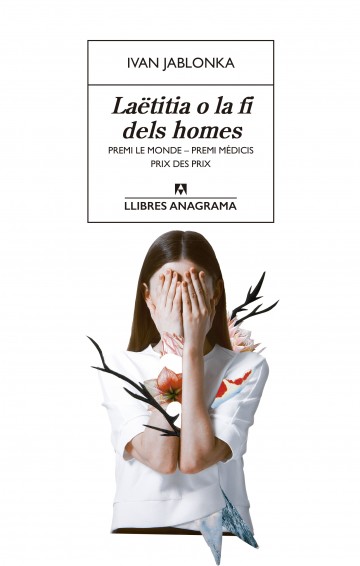 IVAN JABLONKA
Laëtitia o la fi
dels homes
PREMI LE MONDE – PREMI MÉDICIS
PRIX DES PRIX
LLIBRES ANAGRAMA